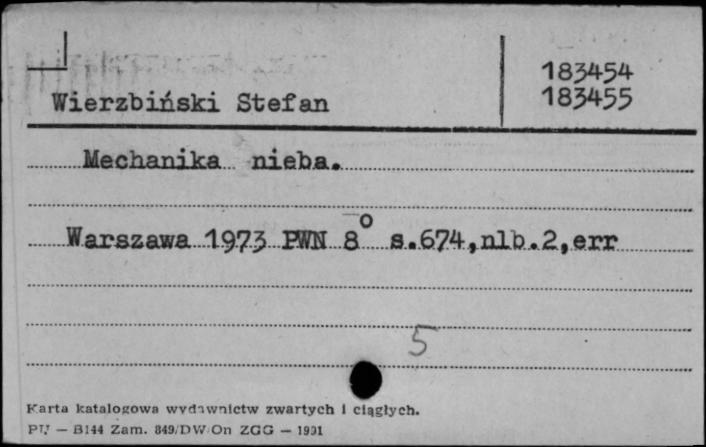 183454
183455
Wierzbiński Stefan
Mechanika nieba.
Warszawa 1973 PWN 8° s.674,nlb.2,err
5
Karta katalogowa wydawnictw zwartych i ciągłych.
PU — B144 Zam. 849/DW/On ZGG — 1991